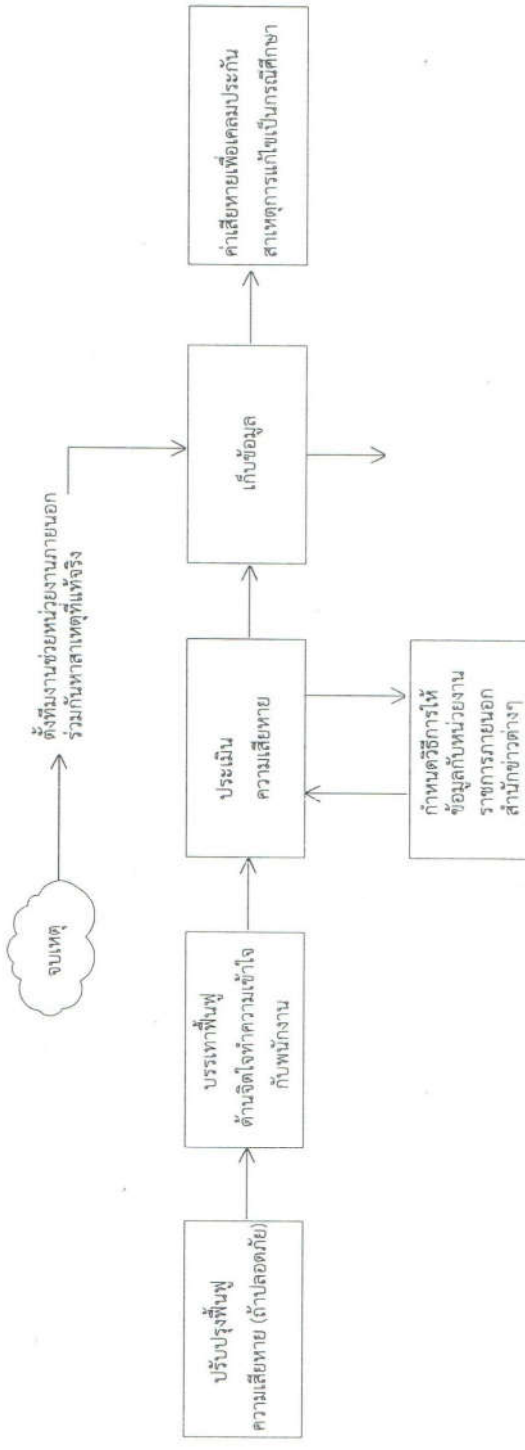 จบเหตุ
ตั้งทีมงานช่วยหน่วยงานภายนอก
ร่วมกันหาสาเหตุที่แท้จริง
ปรับปรุงฟื้นฟู
ความเสียหาย (ถ้าปลอดภัย)
บรรเทาฟื้นฟู
ด้านจิตใจทำความเข้าใจ
กับพนักงาน
ประเมิน
ความเสียหาย
เก็บข้อมูล
ค่าเสียหายเพื่อเคลมประกัน
สาเหตุการแก้ไขเป็นกรณีศึกษา
กำหนดวิธีการให้
ข้อมูลกับหน่วยงาน
ราชการภายนอก
สำนักข่าวต่างๆ